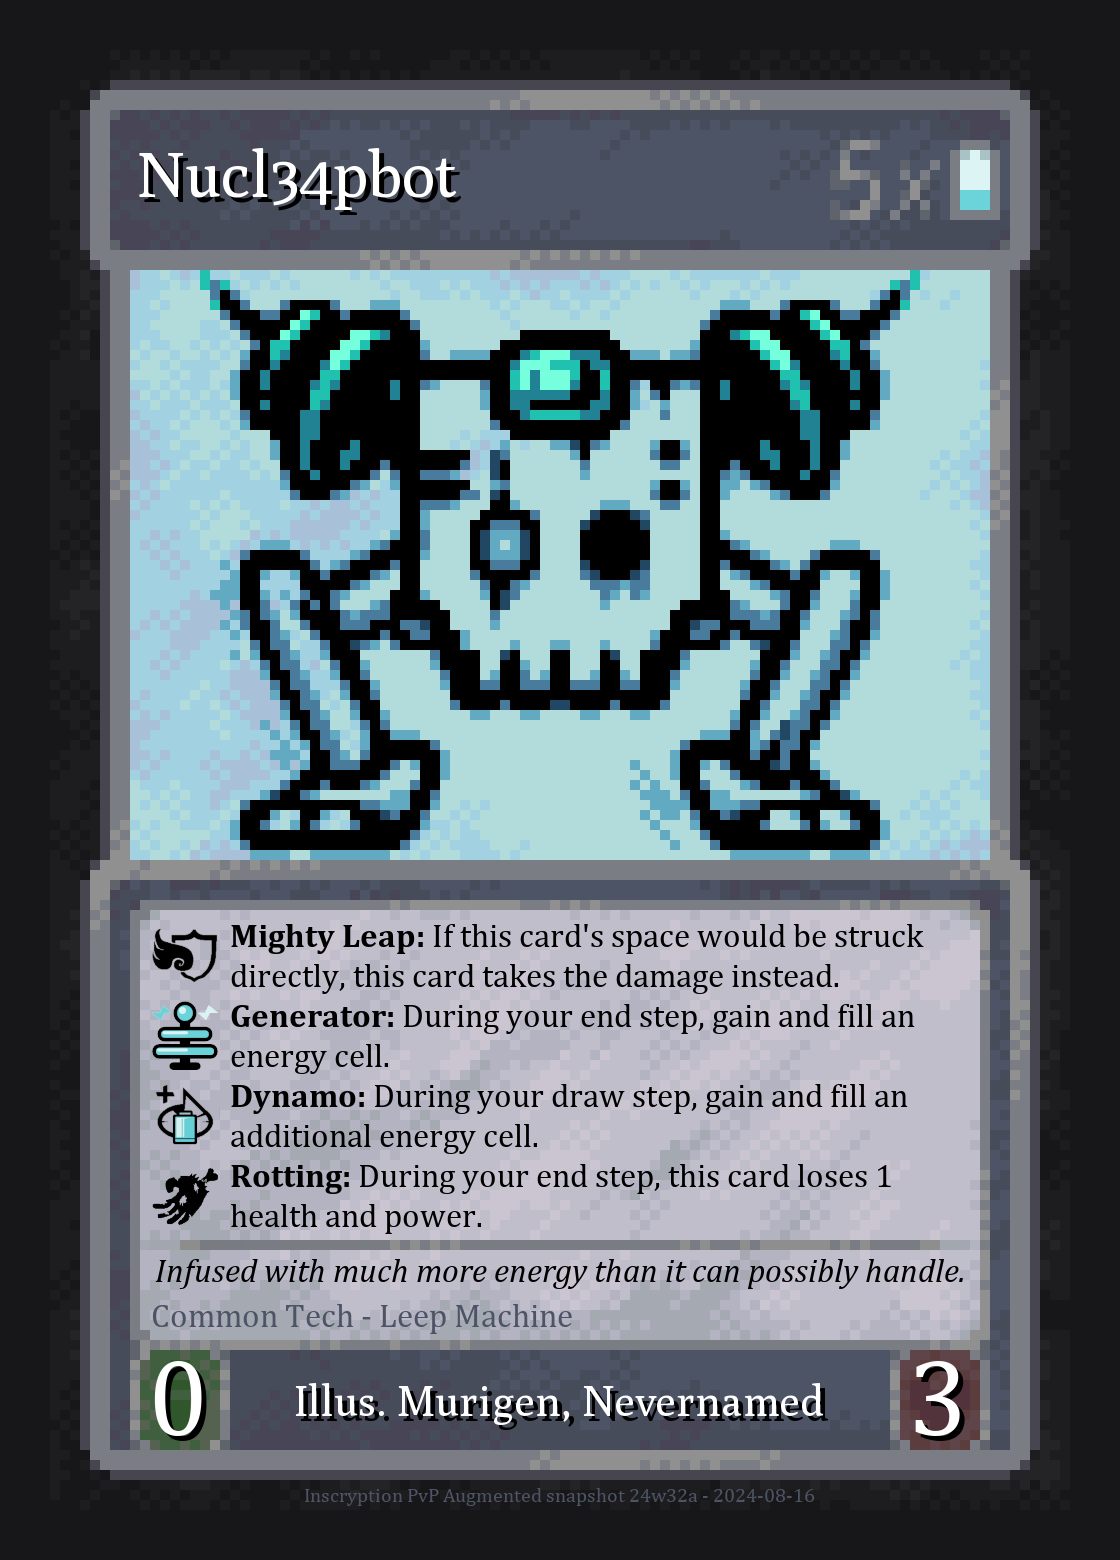 Nucl34pbot 5x
Mighty Leap: If this card's space would be struck
directly, this card takes the damage instead.
Generator: During your end step, gain and fill an
energy cell.
Dynamo: During your draw step, gain and fill an
additional energy cell.
Rotting: During your end step, this card loses 1
health and power.
Infused with much more energy than it can possibly handle.
Common Tech - Leep Machine
0 Illus. Murigen, Nevernamed 3
Inscryption PvP Augmented snapshot 24w32a - 2024-08-16